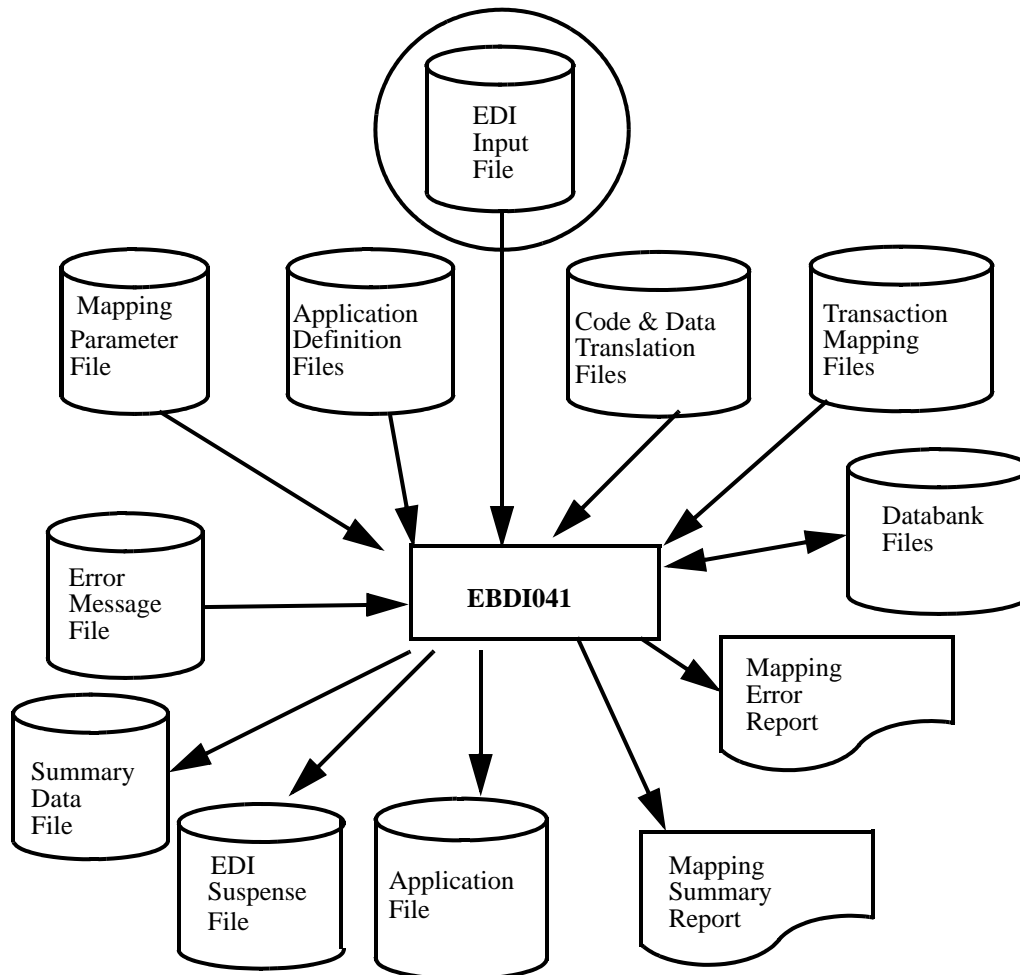 EDI
Input
File
Mapping
Parameter
File
Application
Definition
Files
Code & Data
Translation
Files
Transaction
Mapping
Files
Databank
Files
Error
Message
File
EBDI041
Mapping
Error
Report
Summary
Data
File
EDI
Suspense
File
Application
File
Mapping
Summary
Report